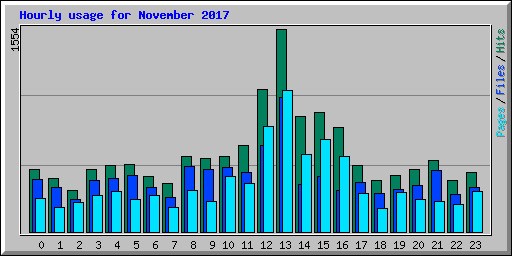 Hourly usage for November 2017
1554
Pages / Files / Hits
0 1 2 3 4 5 6 7 8 9 10 11 12 13 14 15 16 17 18 19 20 21 22 23